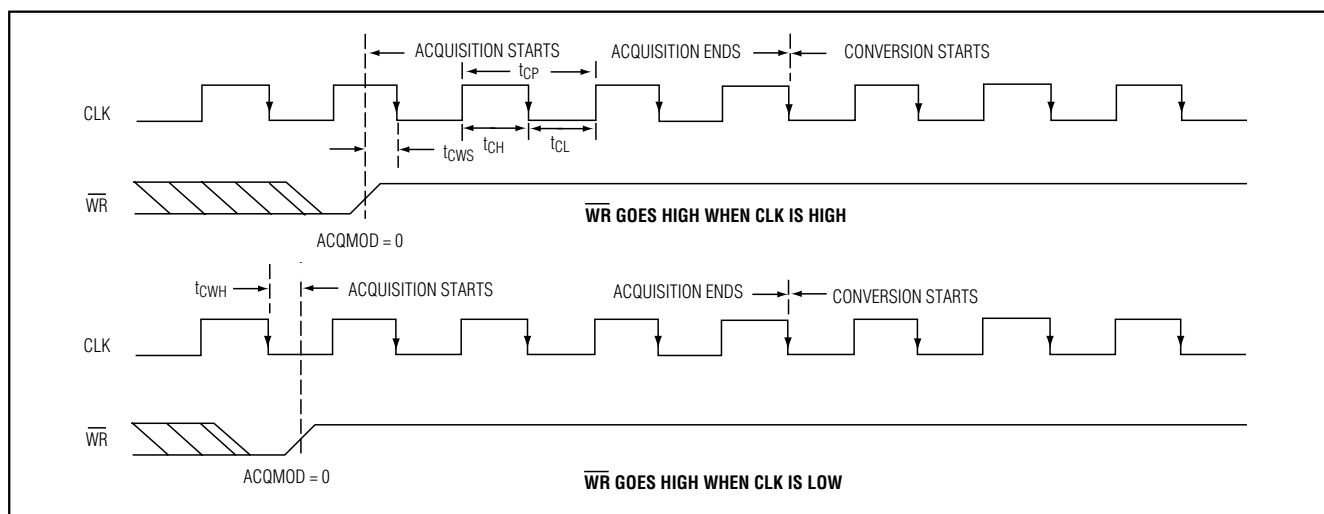 ACQUISITION STARTS
ACQUISITION ENDS
CONVERSION STARTS
tCP
CLK
tCWS
tCH
tCL
WR
WR GOES HIGH WHEN CLK IS HIGH
ACQMOD = 0
tCWH
ACQUISITION STARTS
ACQUISITION ENDS
CONVERSION STARTS
CLK
WR
ACQMOD = 0
WR GOES HIGH WHEN CLK IS LOW